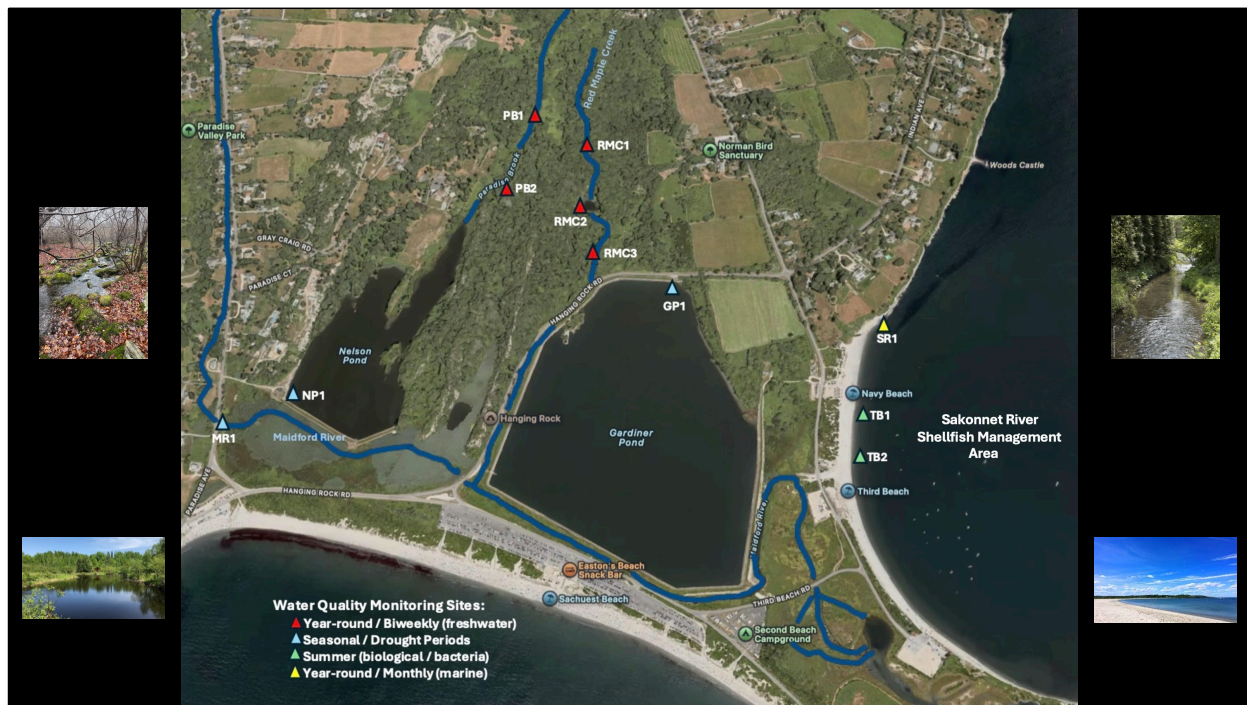 Red Maple Creek
PB1
Paradise
Valley Park
RMC1
Norman Bird
Sanctuary
INDIAN AVE
Woods Castle
Paradise Brook
PB2
RMC2
GRAY CRAIG RD
RMC3
PARADISE CT
HANGING ROCK RD
GP1
SR1
Nelson
Pond
NP1
Navy Beach
TB1
Hanging Rock
Sakonnet River
Shellfish Management
Area
MR1
Maidford River
Gardiner
Pond
TB2
PARADISE AVE
HANGING ROCK RD
Third Beach
Maidford River
Easton's Beach
Snack Bar
Sachuest Beach
THIRD BEACH RD
Second Beach
Campground
Water Quality Monitoring Sites:
Year-round / Biweekly (freshwater)
Seasonal / Drought Periods
Summer (biological / bacteria)
Year-round / Monthly (marine)